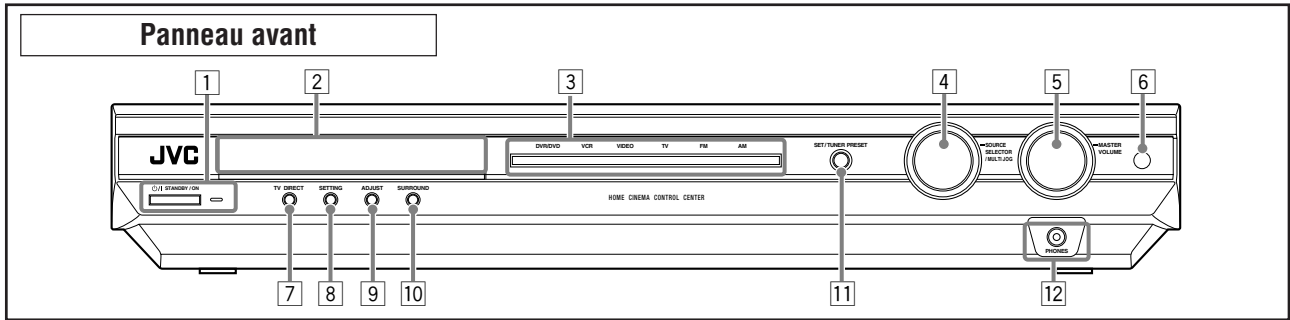 Panneau avant
1 2 3 4 5 6
JVC
DVR/DVD VCR VIDEO TV FM AM
SET/TUNER PRESET
SOURCE
SELECTOR
/MULTI JOG
MASTER
VOLUME
⏻/I STANDBY/ON
TV DIRECT SETTING ADJUST SURROUND
HOME CINEMA CONTROL CENTER
PHONES
7 8 9 10 11 12